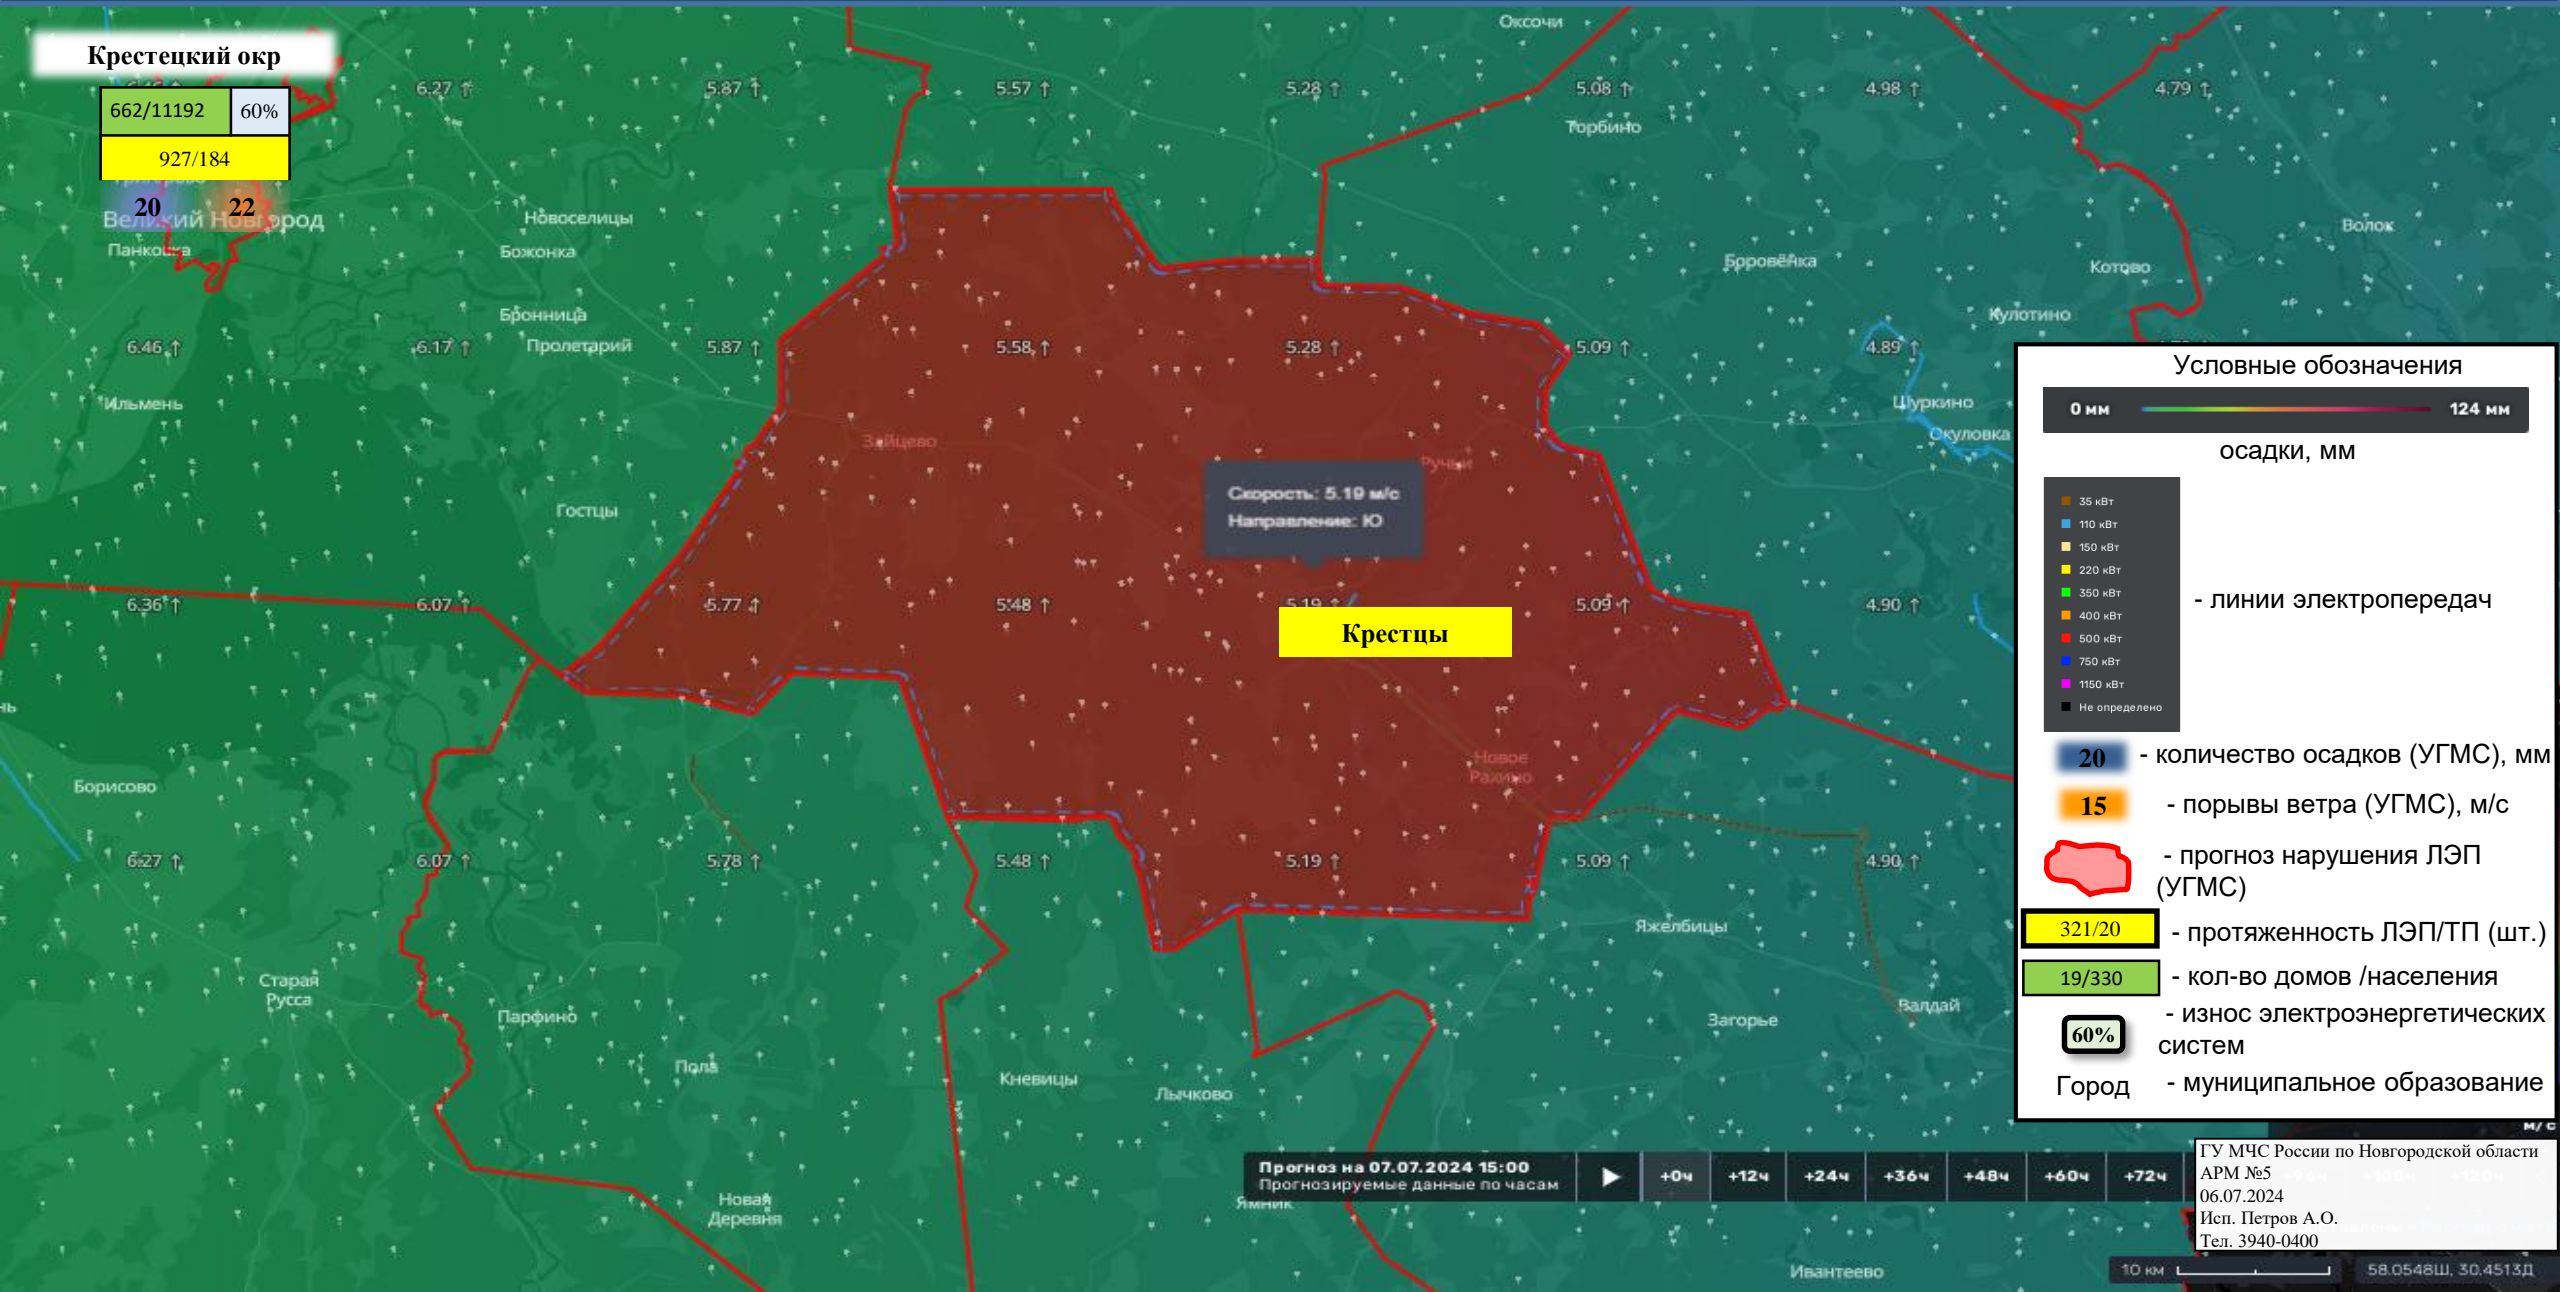 Оксочи
Крестецкий окр
6.27 ↑
5.87 ↑
5.57 ↑
5.28 ↑
5.08 ↑
4.98 ↑
4.79 ↑
662/11192
60%
Торбино
927/184
20
22
Великий Новгород
Новоселицы
Волок
Панковка
Божонка
Боровёнка
Котово
Бронница
Кулотино
6.46 ↑
6.17 ↑
Пролетарий
5.87 ↑
5.58 ↑
5.28 ↑
5.09 ↑
4.89 ↑
Ильмень
Шуркино
Зайцево
Окуловка
Ручьи
Скорость: 5.19 м/с
Направление: Ю
Гостцы
6.36 ↑
6.07 ↑
5.77 ↑
5.48 ↑
5.19 ↑
5.09 ↑
4.90 ↑
Крестцы
нь
Новое
Рахино
Борисово
6.27 ↑
6.07 ↑
5.78 ↑
5.48 ↑
5.19 ↑
5.09 ↑
4.90 ↑
Яжелбицы
Старая
Русса
Парфино
Валдай
Загорье
Пола
Кневицы
Лычково
Новая
Деревня
Ямник
Ивантеево
Условные обозначения
0 мм
124 мм
осадки, мм
35 кВт
110 кВт
150 кВт
220 кВт
350 кВт
400 кВт
500 кВт
750 кВт
1150 кВт
Не определено
- линии электропередач
20 - количество осадков (УГМС), мм
15 - порывы ветра (УГМС), м/с
- прогноз нарушения ЛЭП
(УГМС)
321/20 - протяженность ЛЭП/ТП (шт.)
19/330 - кол-во домов /населения
- износ электроэнергетических
60% систем
Город - муниципальное образование
м/с
Прогноз на 07.07.2024 15:00
Прогнозируемые данные по часам
+0ч
+12ч
+24ч
+36ч
+48ч
+60ч
+72ч
ГУ МЧС России по Новгородской области
АРМ №5
06.07.2024
Исп. Петров А.О.
Тел. 3940-0400
10 км
58.0548Ш, 30.4513Д